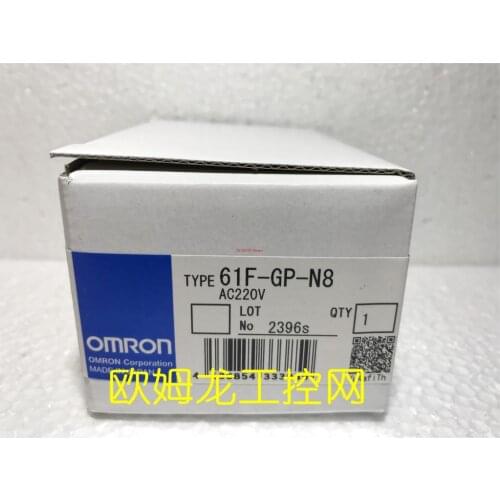 TYPE 61F-GP-N8
AC220V
LOT
No 2396s
QTY 1
OMRON
OMRON Corporation
欧姆龙工控网